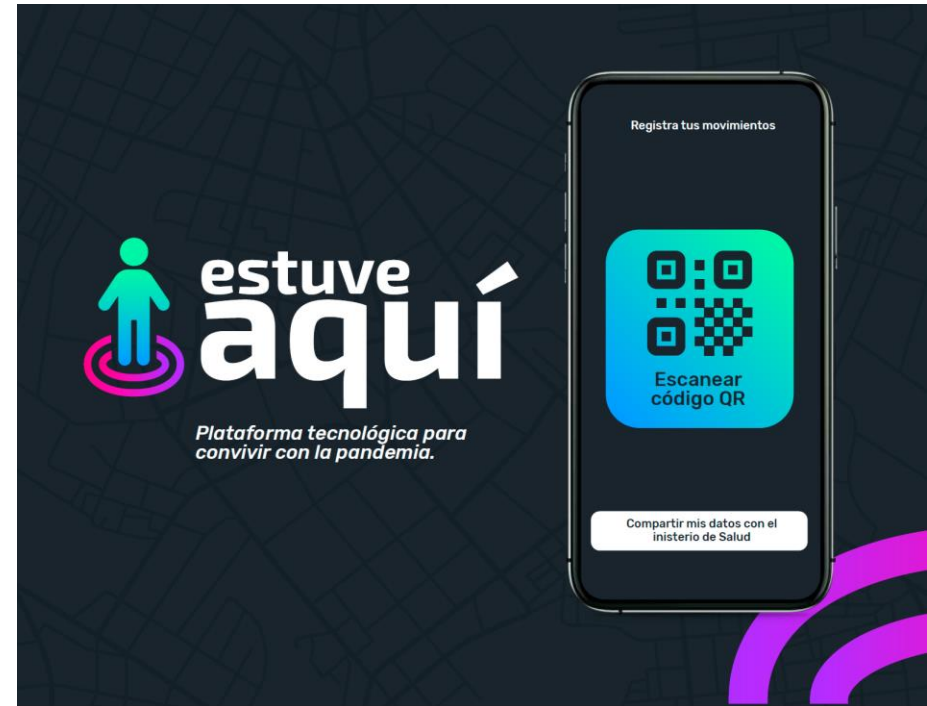 estuve
aquí
Plataforma tecnológica para
convivir con la pandemia.
Registra tus movimientos
Escanear
código QR
Compartir mis datos con el
inisterio de Salud